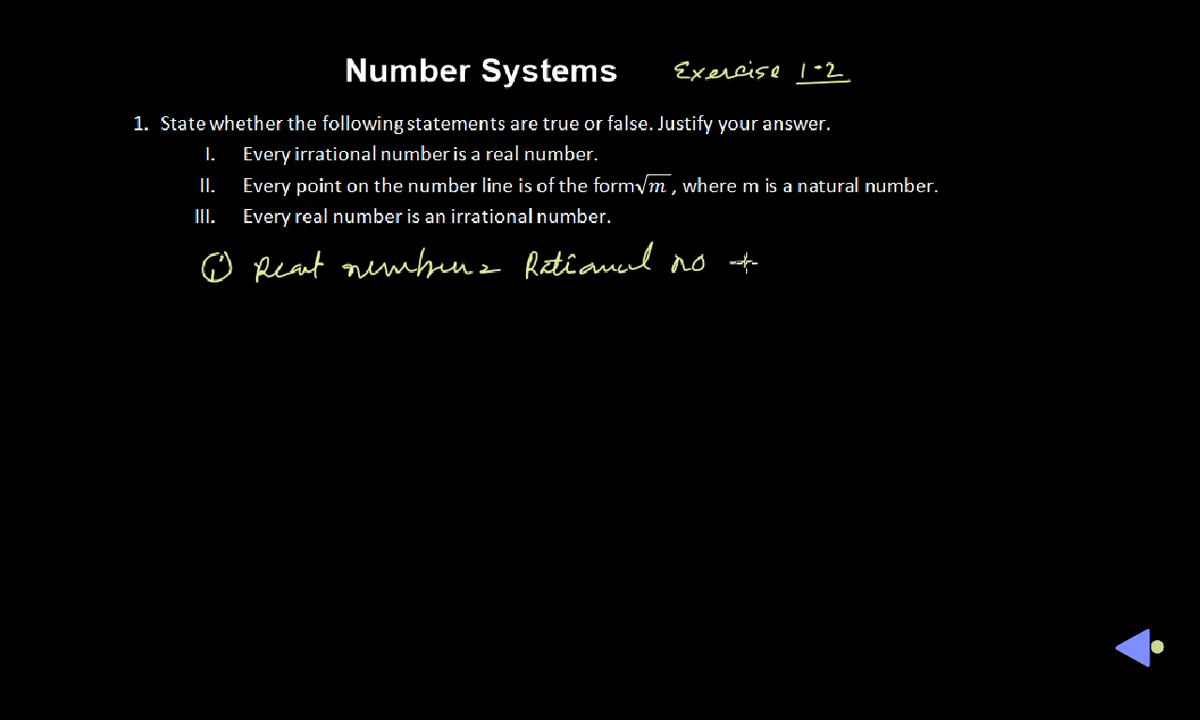 Number Systems Exercise 1.2
1. State whether the following statements are true or false. Justify your answer.
I. Every irrational number is a real number.
II. Every point on the number line is of the form √m , where m is a natural number.
III. Every real number is an irrational number.
(i) Real number = Rational no +